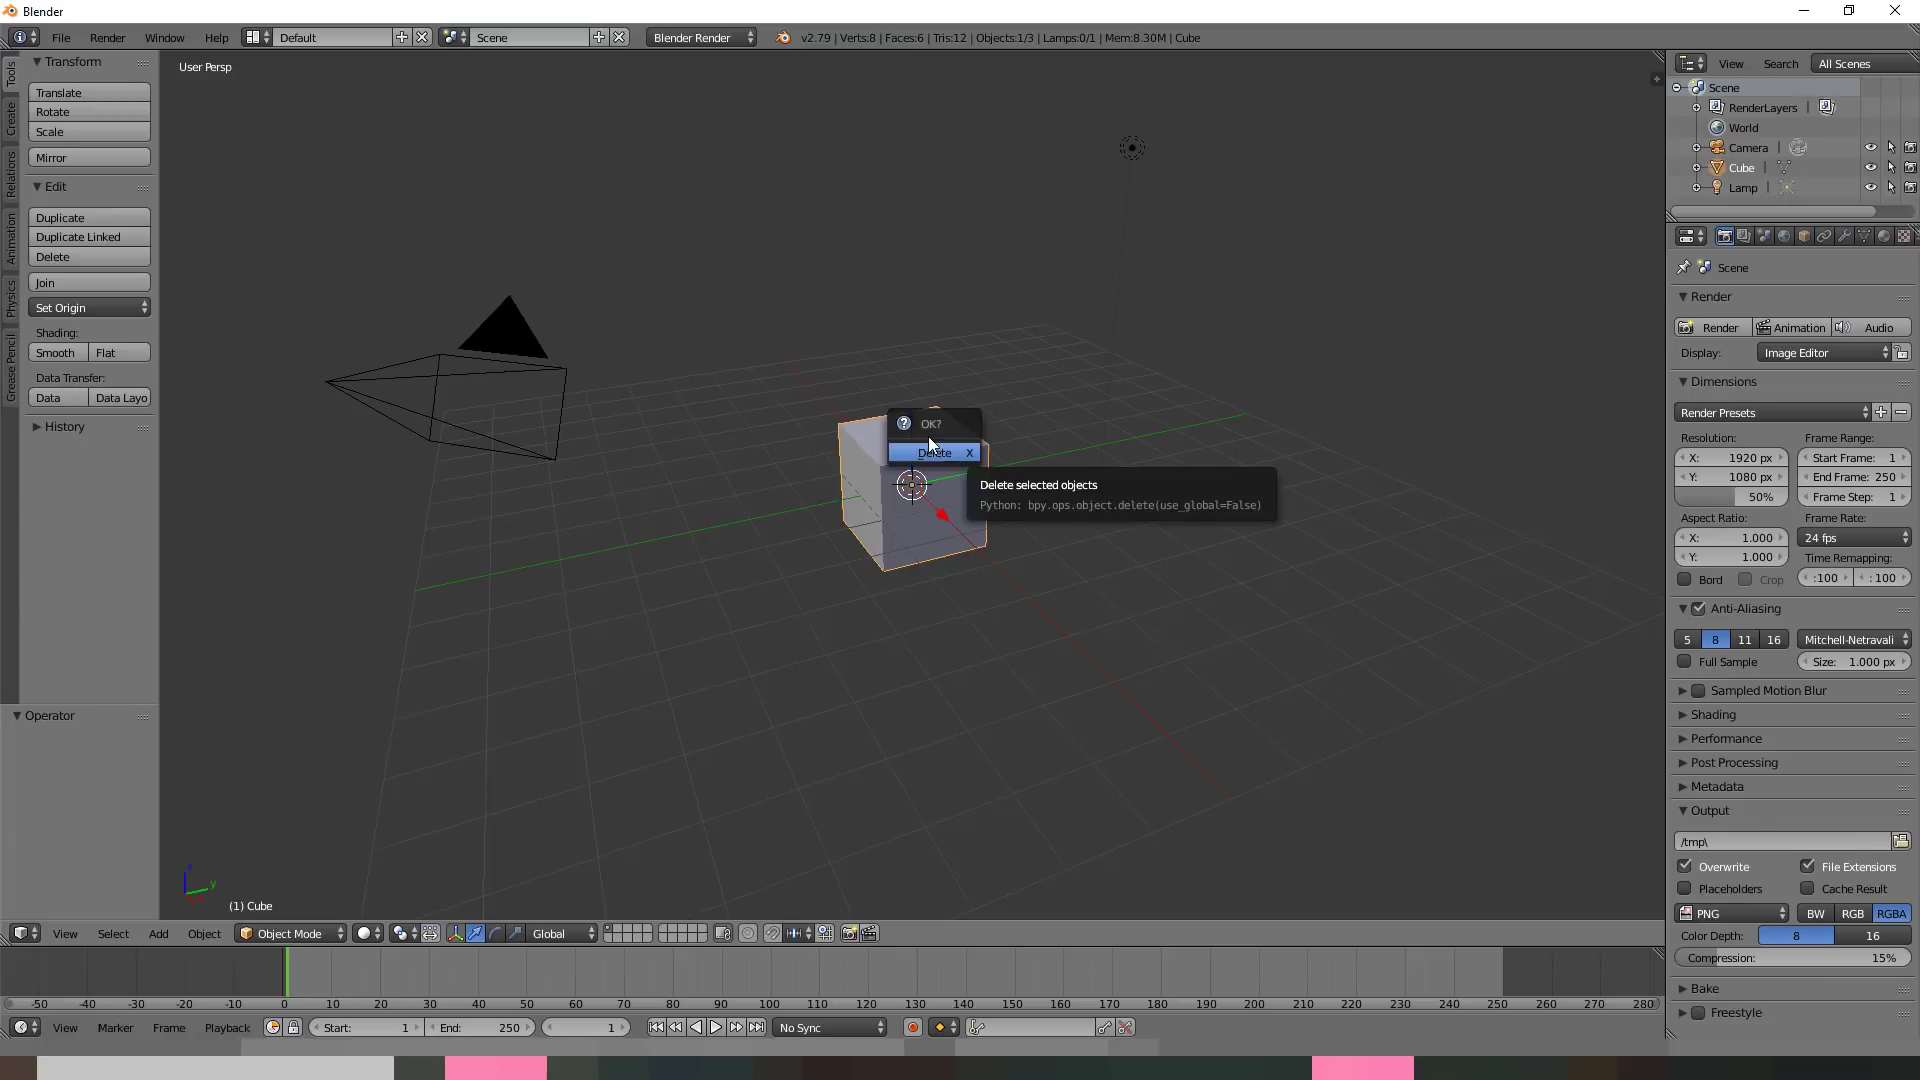 Blender
File Render Window Help Default Scene Blender Render v2.79 | Verts:8 | Faces:6 | Tris:12 | Objects:1/3 | Lamps:0/1 | Mem:8.30M | Cube
Tools
Create
Relations
Animation
Physics
Grease Pencil
Transform
Translate
Rotate
Scale
Mirror
Edit
Duplicate
Duplicate Linked
Delete
Join
Set Origin
Shading:
Smooth Flat
Data Transfer:
Data Data Layo
History
Operator
User Persp
OK?
Delete X
Delete selected objects
Python: bpy.ops.object.delete(use_global=False)
z
y
(1) Cube
View Select Add Object Object Mode Global
-50 -40 -30 -20 -10 0 10 20 30 40 50 60 70 80 90 100 110 120 130 140 150 160 170 180 190 200 210 220 230 240 250 260 270 280
View Marker Frame Playback Start: 1 End: 250 1 No Sync
View Search All Scenes
Scene
RenderLayers |
World
Camera |
Cube |
Lamp |
Scene
Render
Render Animation Audio
Display: Image Editor
Dimensions
Render Presets
Resolution: Frame Range:
X: 1920 px Start Frame: 1
Y: 1080 px End Frame: 250
50% Frame Step: 1
Aspect Ratio: Frame Rate:
X: 1.000 24 fps
Y: 1.000 Time Remapping:
Bord Crop :100 :100
Anti-Aliasing
5 8 11 16 Mitchell-Netravali
Full Sample Size: 1.000 px
Sampled Motion Blur
Shading
Performance
Post Processing
Metadata
Output
/tmp\
Overwrite File Extensions
Placeholders Cache Result
PNG BW RGB RGBA
Color Depth: 8 16
Compression: 15%
Bake
Freestyle